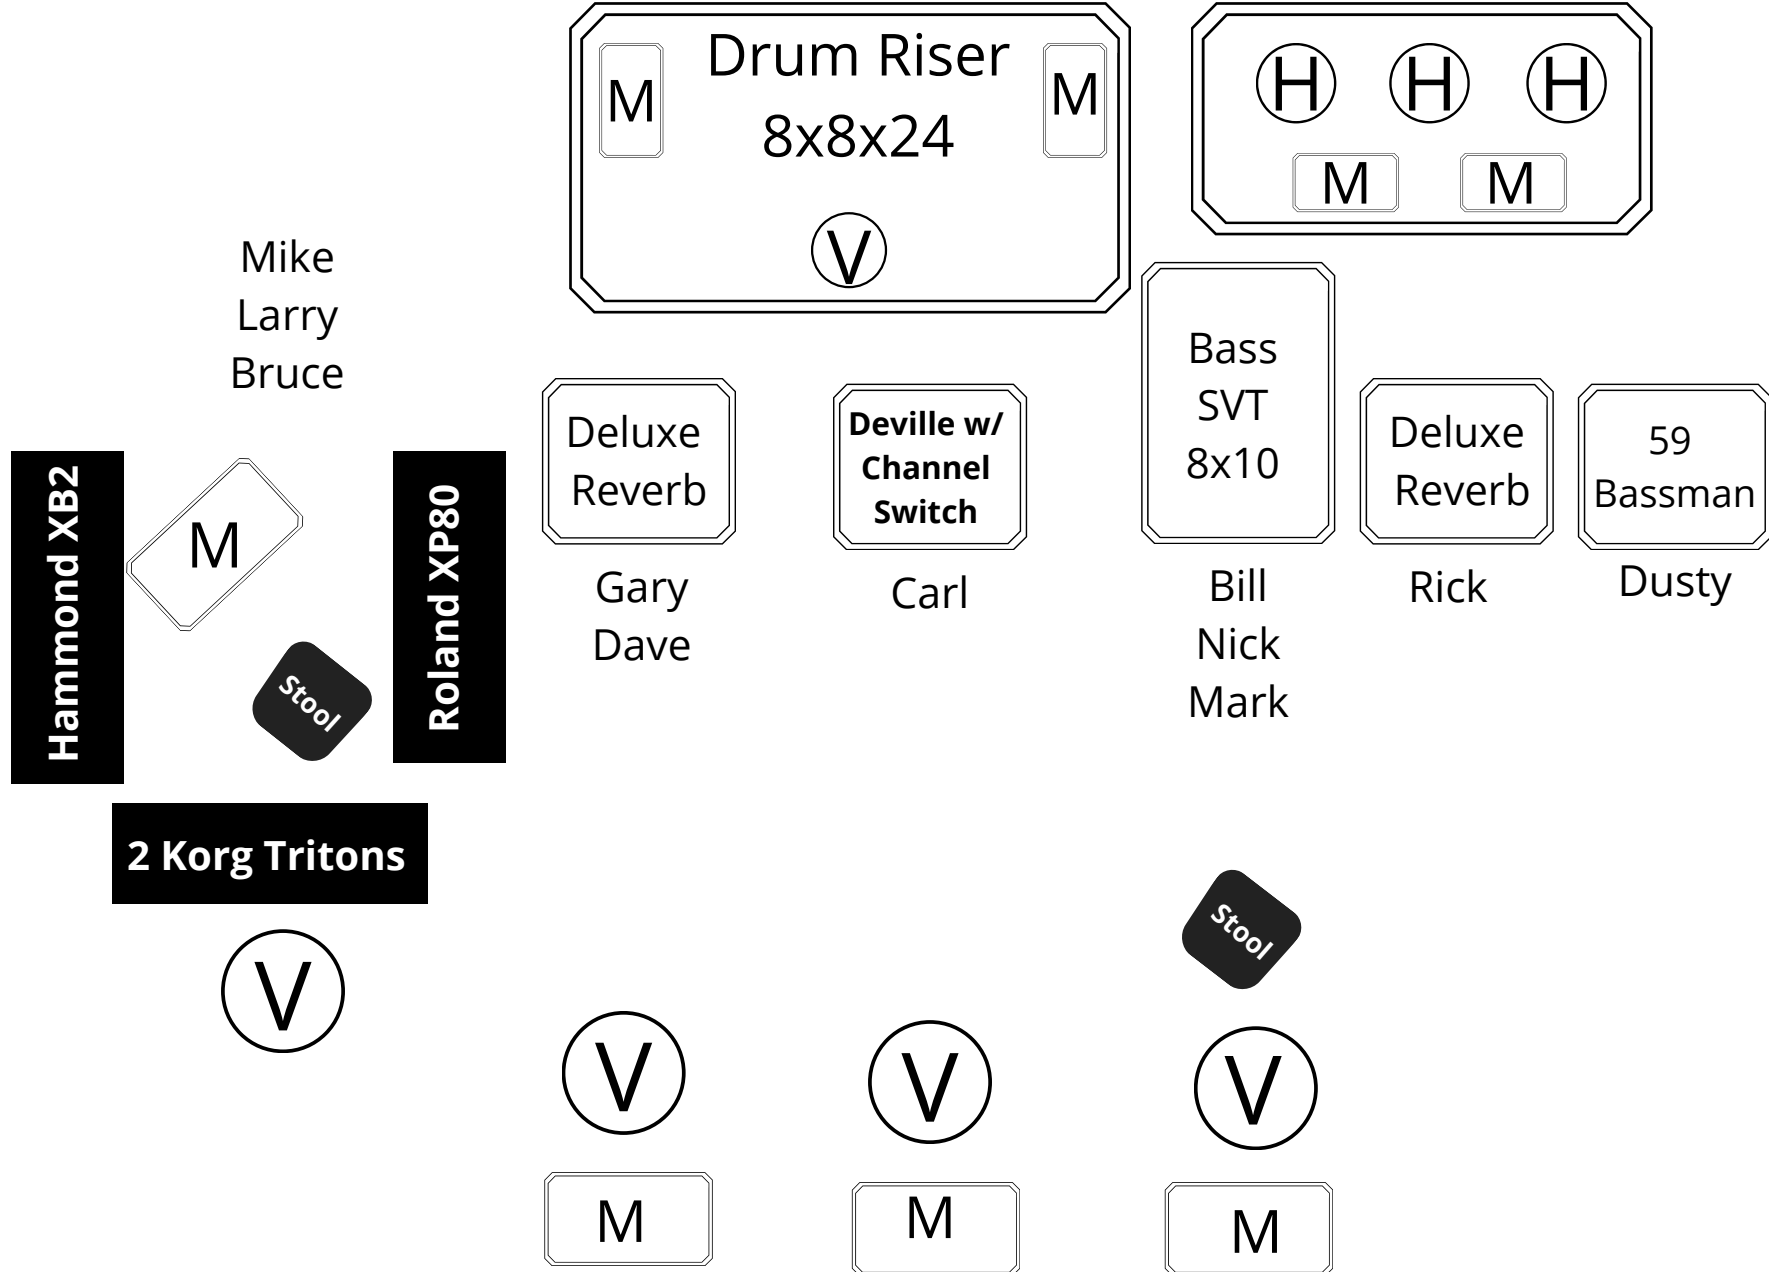 Drum Riser
8x8x24
M
M
V
H
H
H
M
M
Mike
Larry
Bruce
Hammond XB2
M
Stool
Roland XP80
2 Korg Tritons
V
Deluxe
Reverb
Gary
Dave
Deville w/
Channel
Switch
Carl
Bass
SVT
8x10
Bill
Nick
Mark
Deluxe
Reverb
Rick
59
Bassman
Dusty
Stool
V
V
V
M
M
M